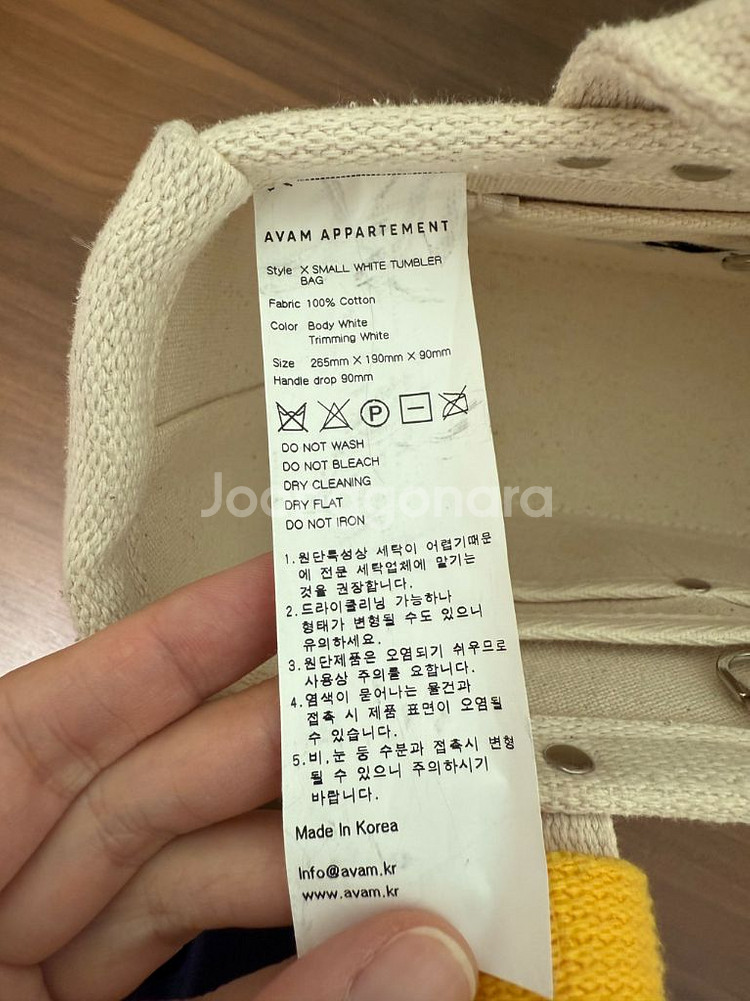 AVAM APPARTEMENT
Style X SMALL WHITE TUMBLER
BAG
Fabric 100% Cotton
Color Body White
Trimming White
Size 265mm X 190mm X 90mm
Handle drop 90mm
P
DO NOT WASH
DO NOT BLEACH
DRY CLEANING
DRY FLAT
DO NOT IRON
1.원단특성상 세탁이 어렵기때문
에 전문 세탁업체에 맡기는
것을 권장합니다.
2.드라이클리닝 가능하나
형태가 변형될 수도 있으니
유의하세요.
3.원단제품은 오염되기 쉬우므로
사용상 주의를 요합니다.
4.염색이 묻어나는 물건과
접촉 시 제품 표면이 오염될
수 있습니다.
5.비,눈 등 수분과 접촉시 변형
될 수 있으니 주의하시기
바랍니다.
Made In Korea
Info@avam.kr
www.avam.kr
Joonggonara